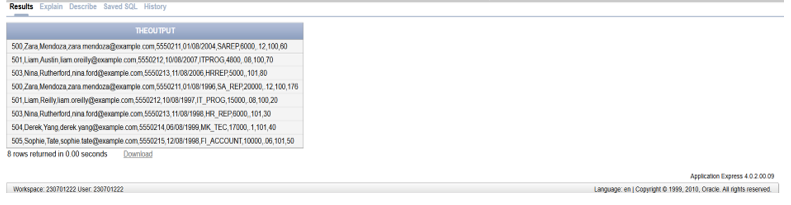 Results Explain Describe Saved SQL History
THEOUTPUT
500,Zara,Mendoza,zara.mendoza@example.com,5550211,01/08/2004,SAREP,6000,.12,100,60
501,Liam,Austin,liam.oreilly@example.com,5550212,10/08/2006,ITPROG,4800,.08,100,70
503,Nina,Rutherford,nina.ford@example.com,5550213,11/08/2006,HRREP,5000,.101,80
500,Zara,Mendoza,zara.mendoza@example.com,5550211,01/08/1996,SA_REP,20000,.12,100,176
501,Liam,Reilly,liam.oreilly@example.com,5550212,10/08/1997,IT_PROG,15000,.08,100,20
503,Nina,Rutherford,nina.ford@example.com,5550213,11/08/1998,HR_REP,6000,,101,30
504,Derek,Yang,derek.yang@example.com,5550214,06/08/1999,MK_TEC,17000,.1,101,40
505,Sophie,Tate,sophie.tate@example.com,5550215,12/08/1998,FI_ACCOUNT,10000,.06,101,50
8 rows returned in 0.00 seconds Download
Application Express 4.0.2.00.09
Workspace: 230701222 User: 230701222 Language: en | Copyright © 1999, 2010, Oracle. All rights reserved.